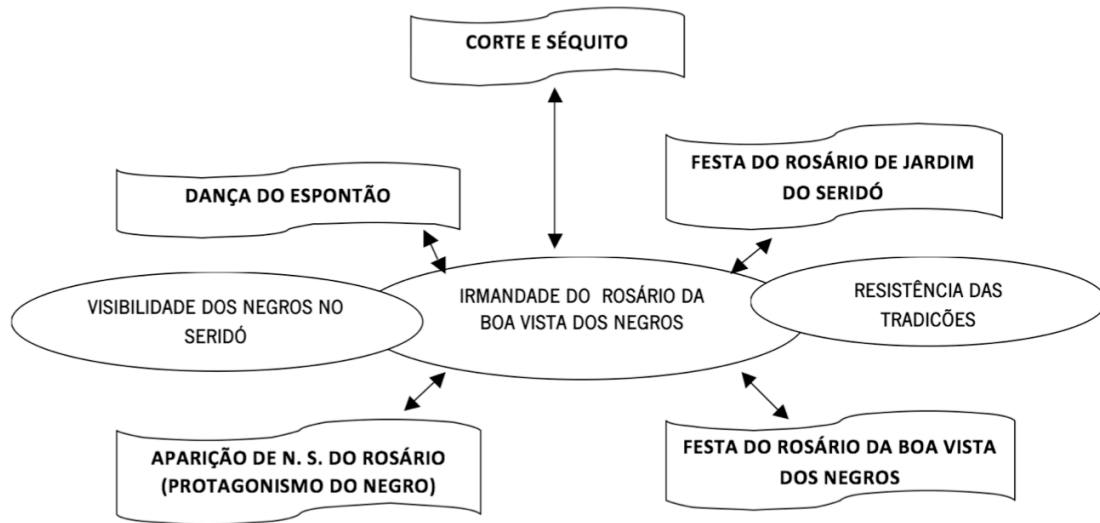 CORTE E SÉQUITO
FESTA DO ROSÁRIO DE JARDIM
DO SERIDÓ
DANÇA DO ESPONTÃO
VISIBILIDADE DOS NEGROS NO
SERIDÓ
IRMANDADE DO ROSÁRIO DA
BOA VISTA DOS NEGROS
RESISTÊNCIA DAS
TRADICÕES
APARIÇÃO DE N. S. DO ROSÁRIO
(PROTAGONISMO DO NEGRO)
FESTA DO ROSÁRIO DA BOA VISTA
DOS NEGROS